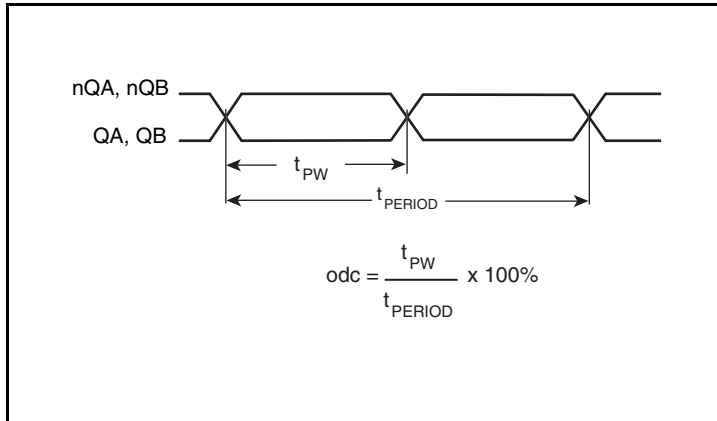 nQA, nQB
QA, QB
tPW
tPERIOD
odc = tPW / tPERIOD x 100%